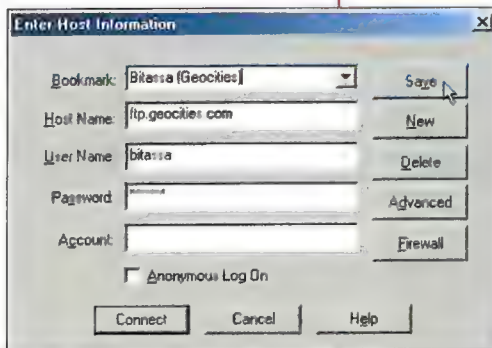 Enter Host Information
Bookmark: Bitassa (Geocities) Save
Host Name: ftp.geocities.com New
User Name bitassa Delete
Password Advanced
Account: Firewall
Anonymous Log On
Connect Cancel Help